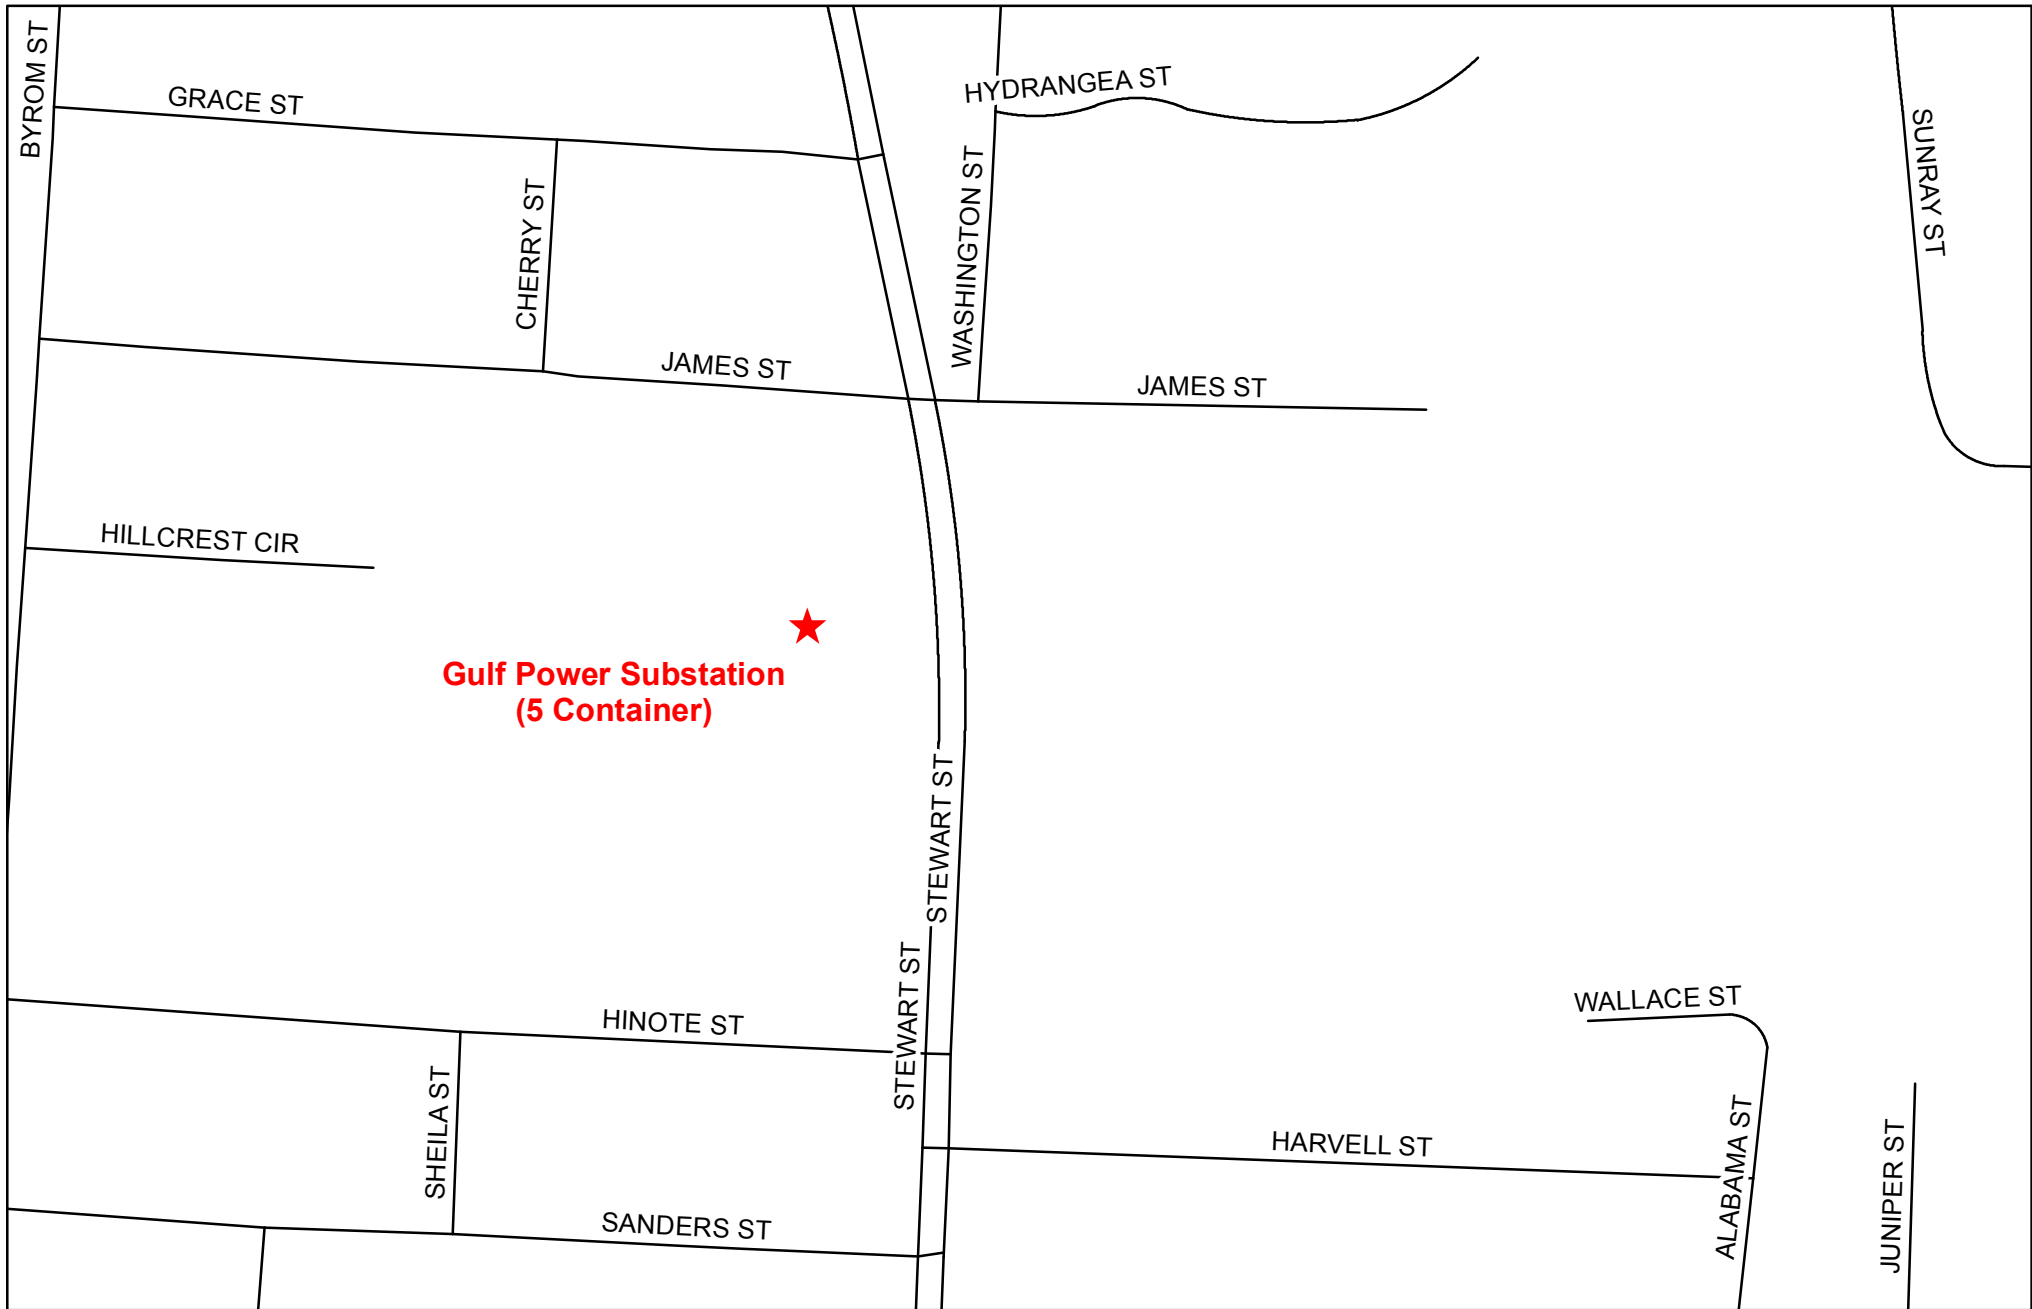 BYROM ST
GRACE ST
HYDRANGEA ST
SUNRAY ST
CHERRY ST
WASHINGTON ST
JAMES ST
JAMES ST
HILLCREST CIR
Gulf Power Substation
(5 Container)
STEWART ST
STEWART ST
HINOTE ST
WALLACE ST
SHEILA ST
HARVELL ST
ALABAMA ST
JUNIPER ST
SANDERS ST